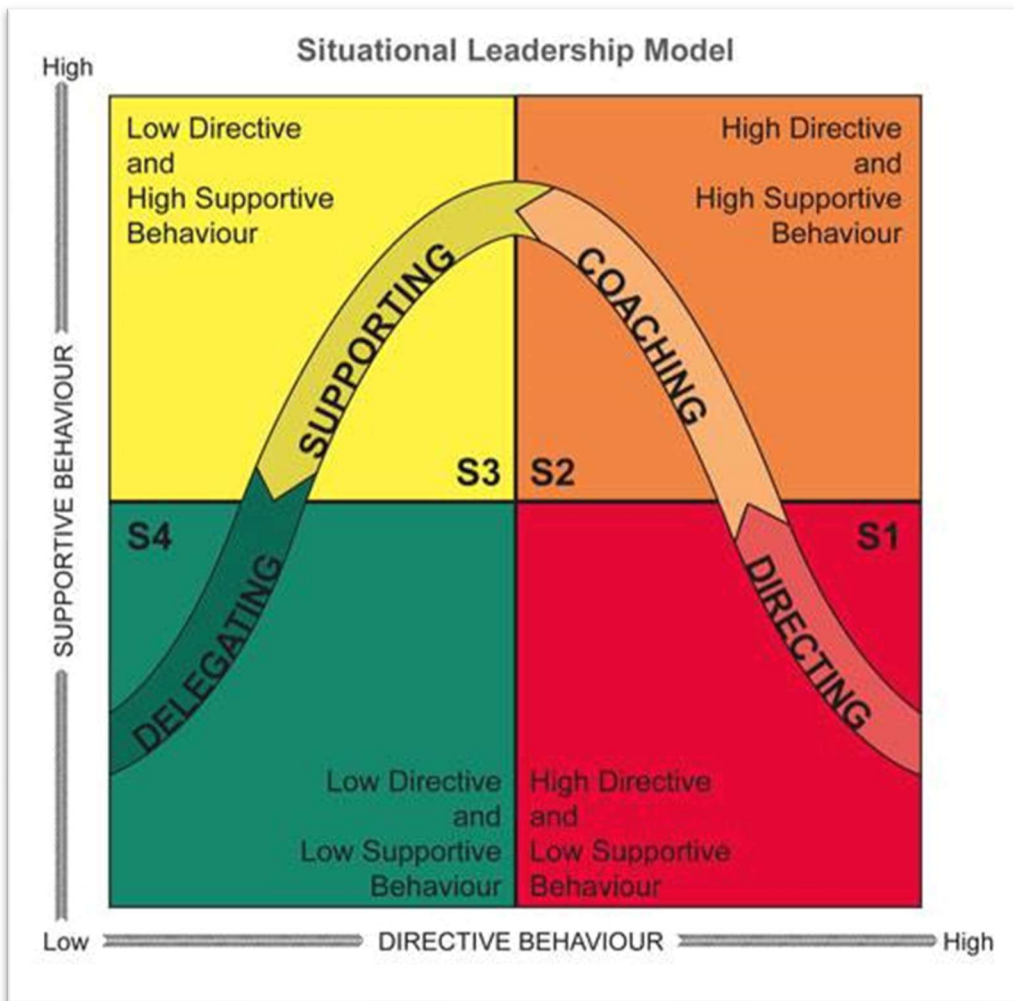 Situational Leadership Model
High
Low Directive
and
High Supportive
Behaviour
High Directive
and
High Supportive
Behaviour
SUPPORTING
COACHING
S3
S2
SUPPORTIVE BEHAVIOUR
S4
S1
DELEGATING
DIRECTING
Low Directive
and
Low Supportive
Behaviour
High Directive
and
Low Supportive
Behaviour
Low
DIRECTIVE BEHAVIOUR
High